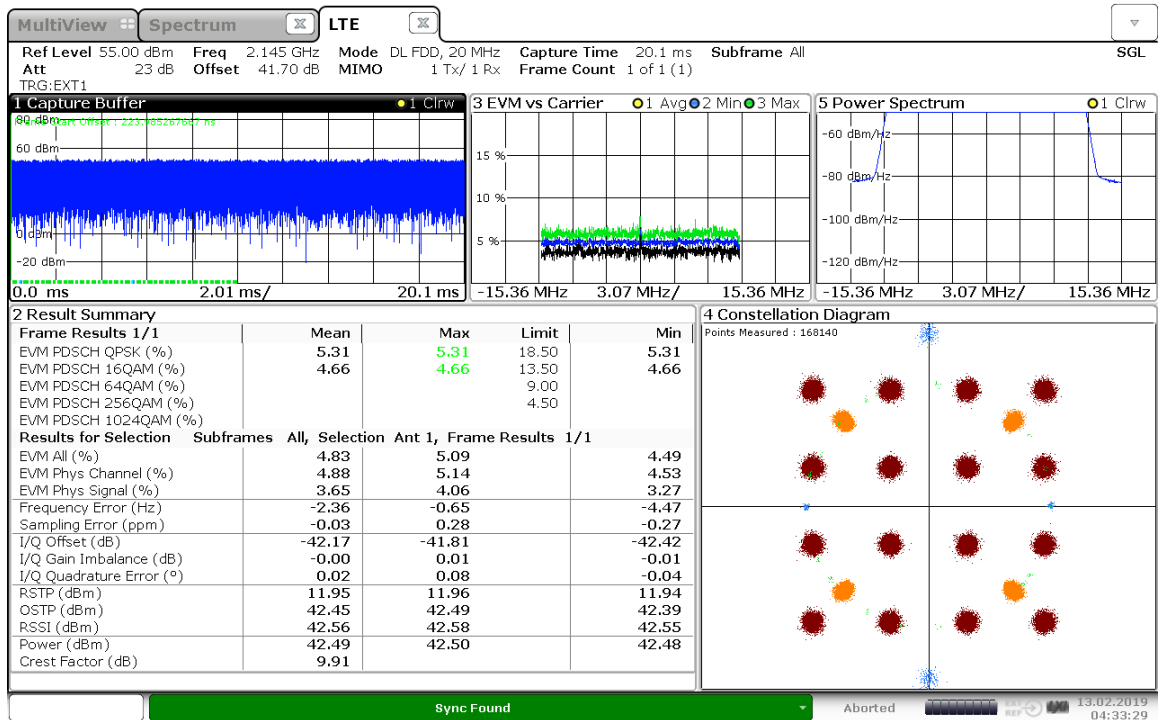 MultiView Spectrum LTE
Ref Level 55.00 dBm Freq 2.145 GHz Mode DL FDD, 20 MHz Capture Time 20.1 ms Subframe All SGL
Att 23 dB Offset 41.70 dB MIMO 1 Tx/ 1 Rx Frame Count 1 of 1 (1)
TRG:EXT1
1 Capture Buffer 1 Clrw
80 dBm
Frame Start Offset : 223.985267667 ns
60 dBm
0 dBm
-20 dBm
0.0 ms 2.01 ms/ 20.1 ms
3 EVM vs Carrier 1 Avg 2 Min 3 Max
15 %
10 %
5 %
-15.36 MHz 3.07 MHz/ 15.36 MHz
5 Power Spectrum 1 Clrw
-60 dBm/Hz
-80 dBm/Hz
-100 dBm/Hz
-120 dBm/Hz
-15.36 MHz 3.07 MHz/ 15.36 MHz
2 Result Summary
Frame Results 1/1 Mean Max Limit Min
EVM PDSCH QPSK (%) 5.31 5.31 18.50 5.31
EVM PDSCH 16QAM (%) 4.66 4.66 13.50 4.66
EVM PDSCH 64QAM (%) 9.00
EVM PDSCH 256QAM (%) 4.50
EVM PDSCH 1024QAM (%)
Results for Selection Subframes All, Selection Ant 1, Frame Results 1/1
EVM All (%) 4.83 5.09 4.49
EVM Phys Channel (%) 4.88 5.14 4.53
EVM Phys Signal (%) 3.65 4.06 3.27
Frequency Error (Hz) -2.36 -0.65 -4.47
Sampling Error (ppm) -0.03 0.28 -0.27
I/Q Offset (dB) -42.17 -41.81 -42.42
I/Q Gain Imbalance (dB) -0.00 0.01 -0.01
I/Q Quadrature Error (°) 0.02 0.08 -0.04
RSTP (dBm) 11.95 11.96 11.94
OSTP (dBm) 42.45 42.49 42.39
RSSI (dBm) 42.56 42.58 42.55
Power (dBm) 42.49 42.50 42.48
Crest Factor (dB) 9.91
4 Constellation Diagram
Points Measured : 168140
Sync Found Aborted EXT REF 13.02.2019
04:33:29